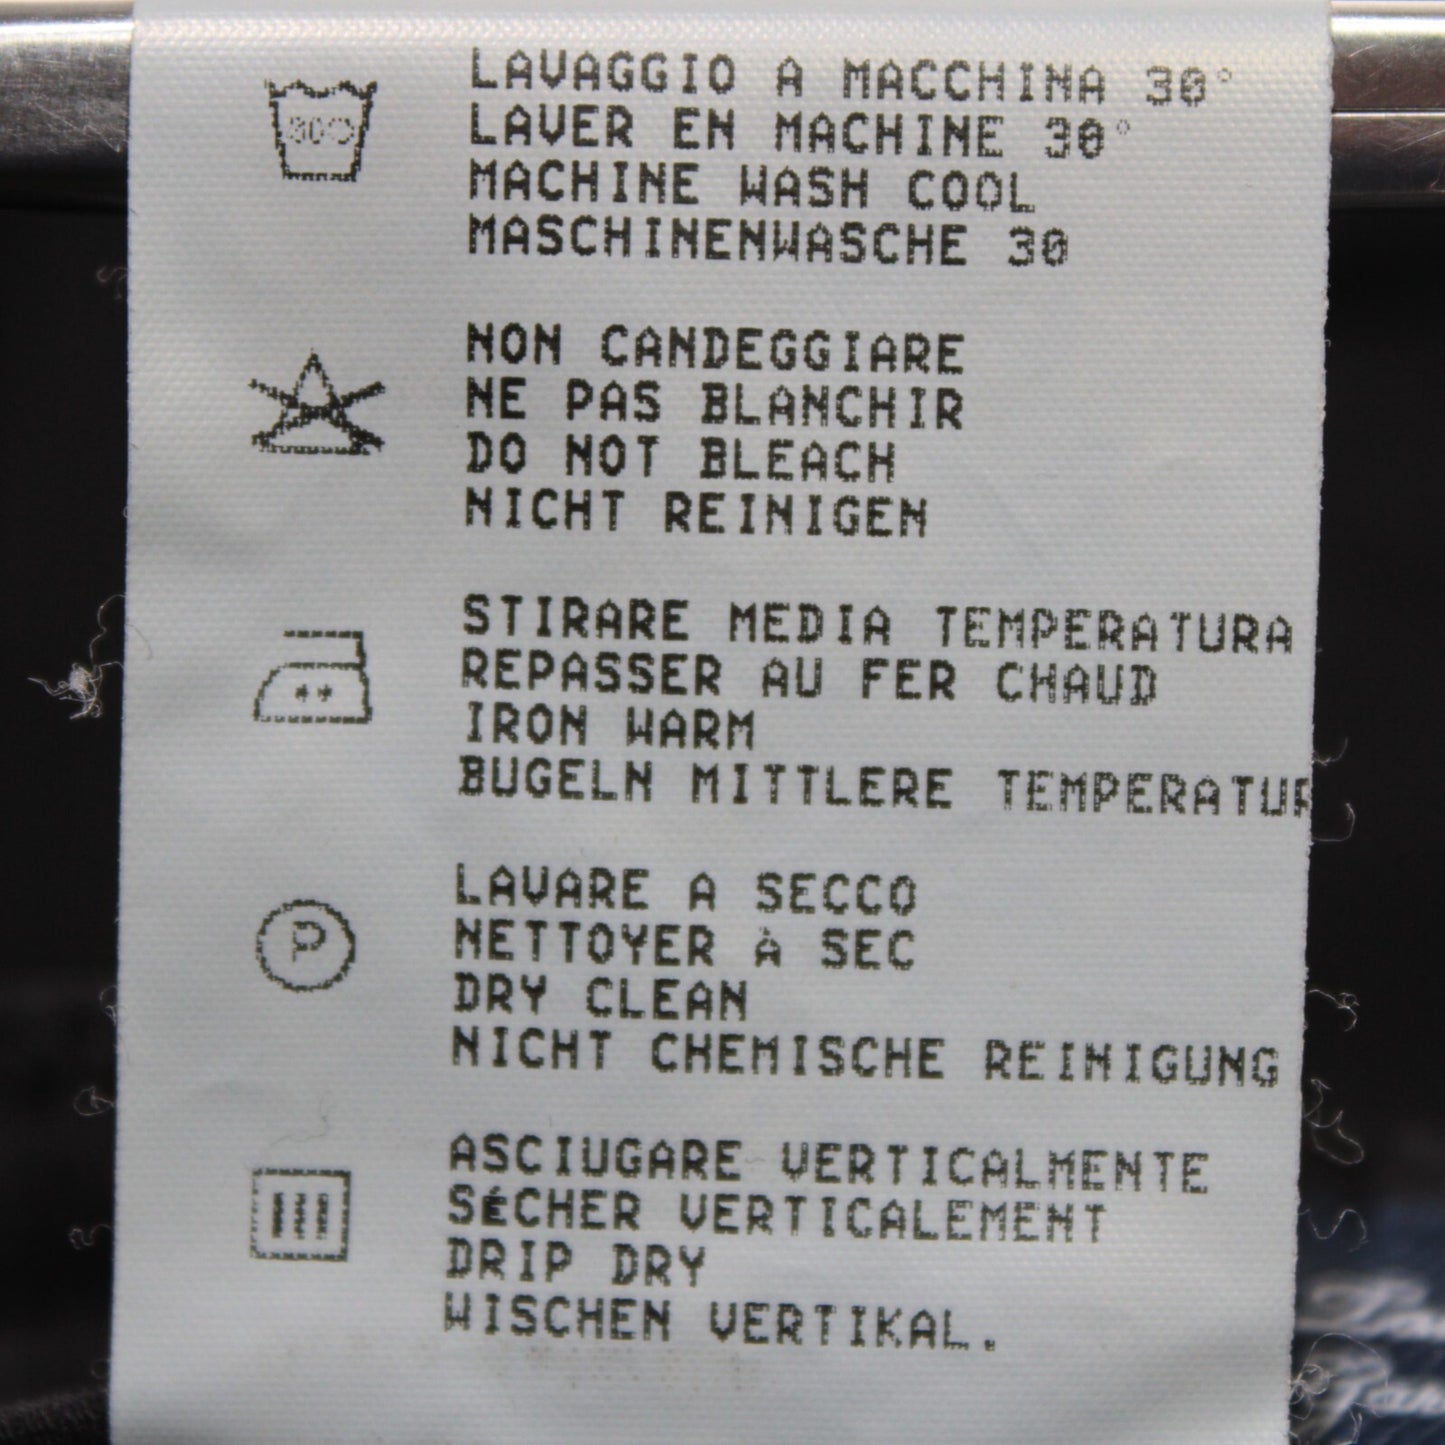 30°
LAVAGGIO A MACCHINA 30°
LAVER EN MACHINE 30°
MACHINE WASH COOL
MASCHINENWASCHE 30
NON CANDEGGIARE
NE PAS BLANCHIR
DO NOT BLEACH
NICHT REINIGEN
STIRARE MEDIA TEMPERATURA
REPASSER AU FER CHAUD
IRON WARM
BUGELN MITTLERE TEMPERATUR
P
LAVARE A SECCO
NETTOYER À SEC
DRY CLEAN
NICHT CHEMISCHE REINIGUNG
ASCIUGARE VERTICALMENTE
SÉCHER VERTICALEMENT
DRIP DRY
WISCHEN VERTIKAL.